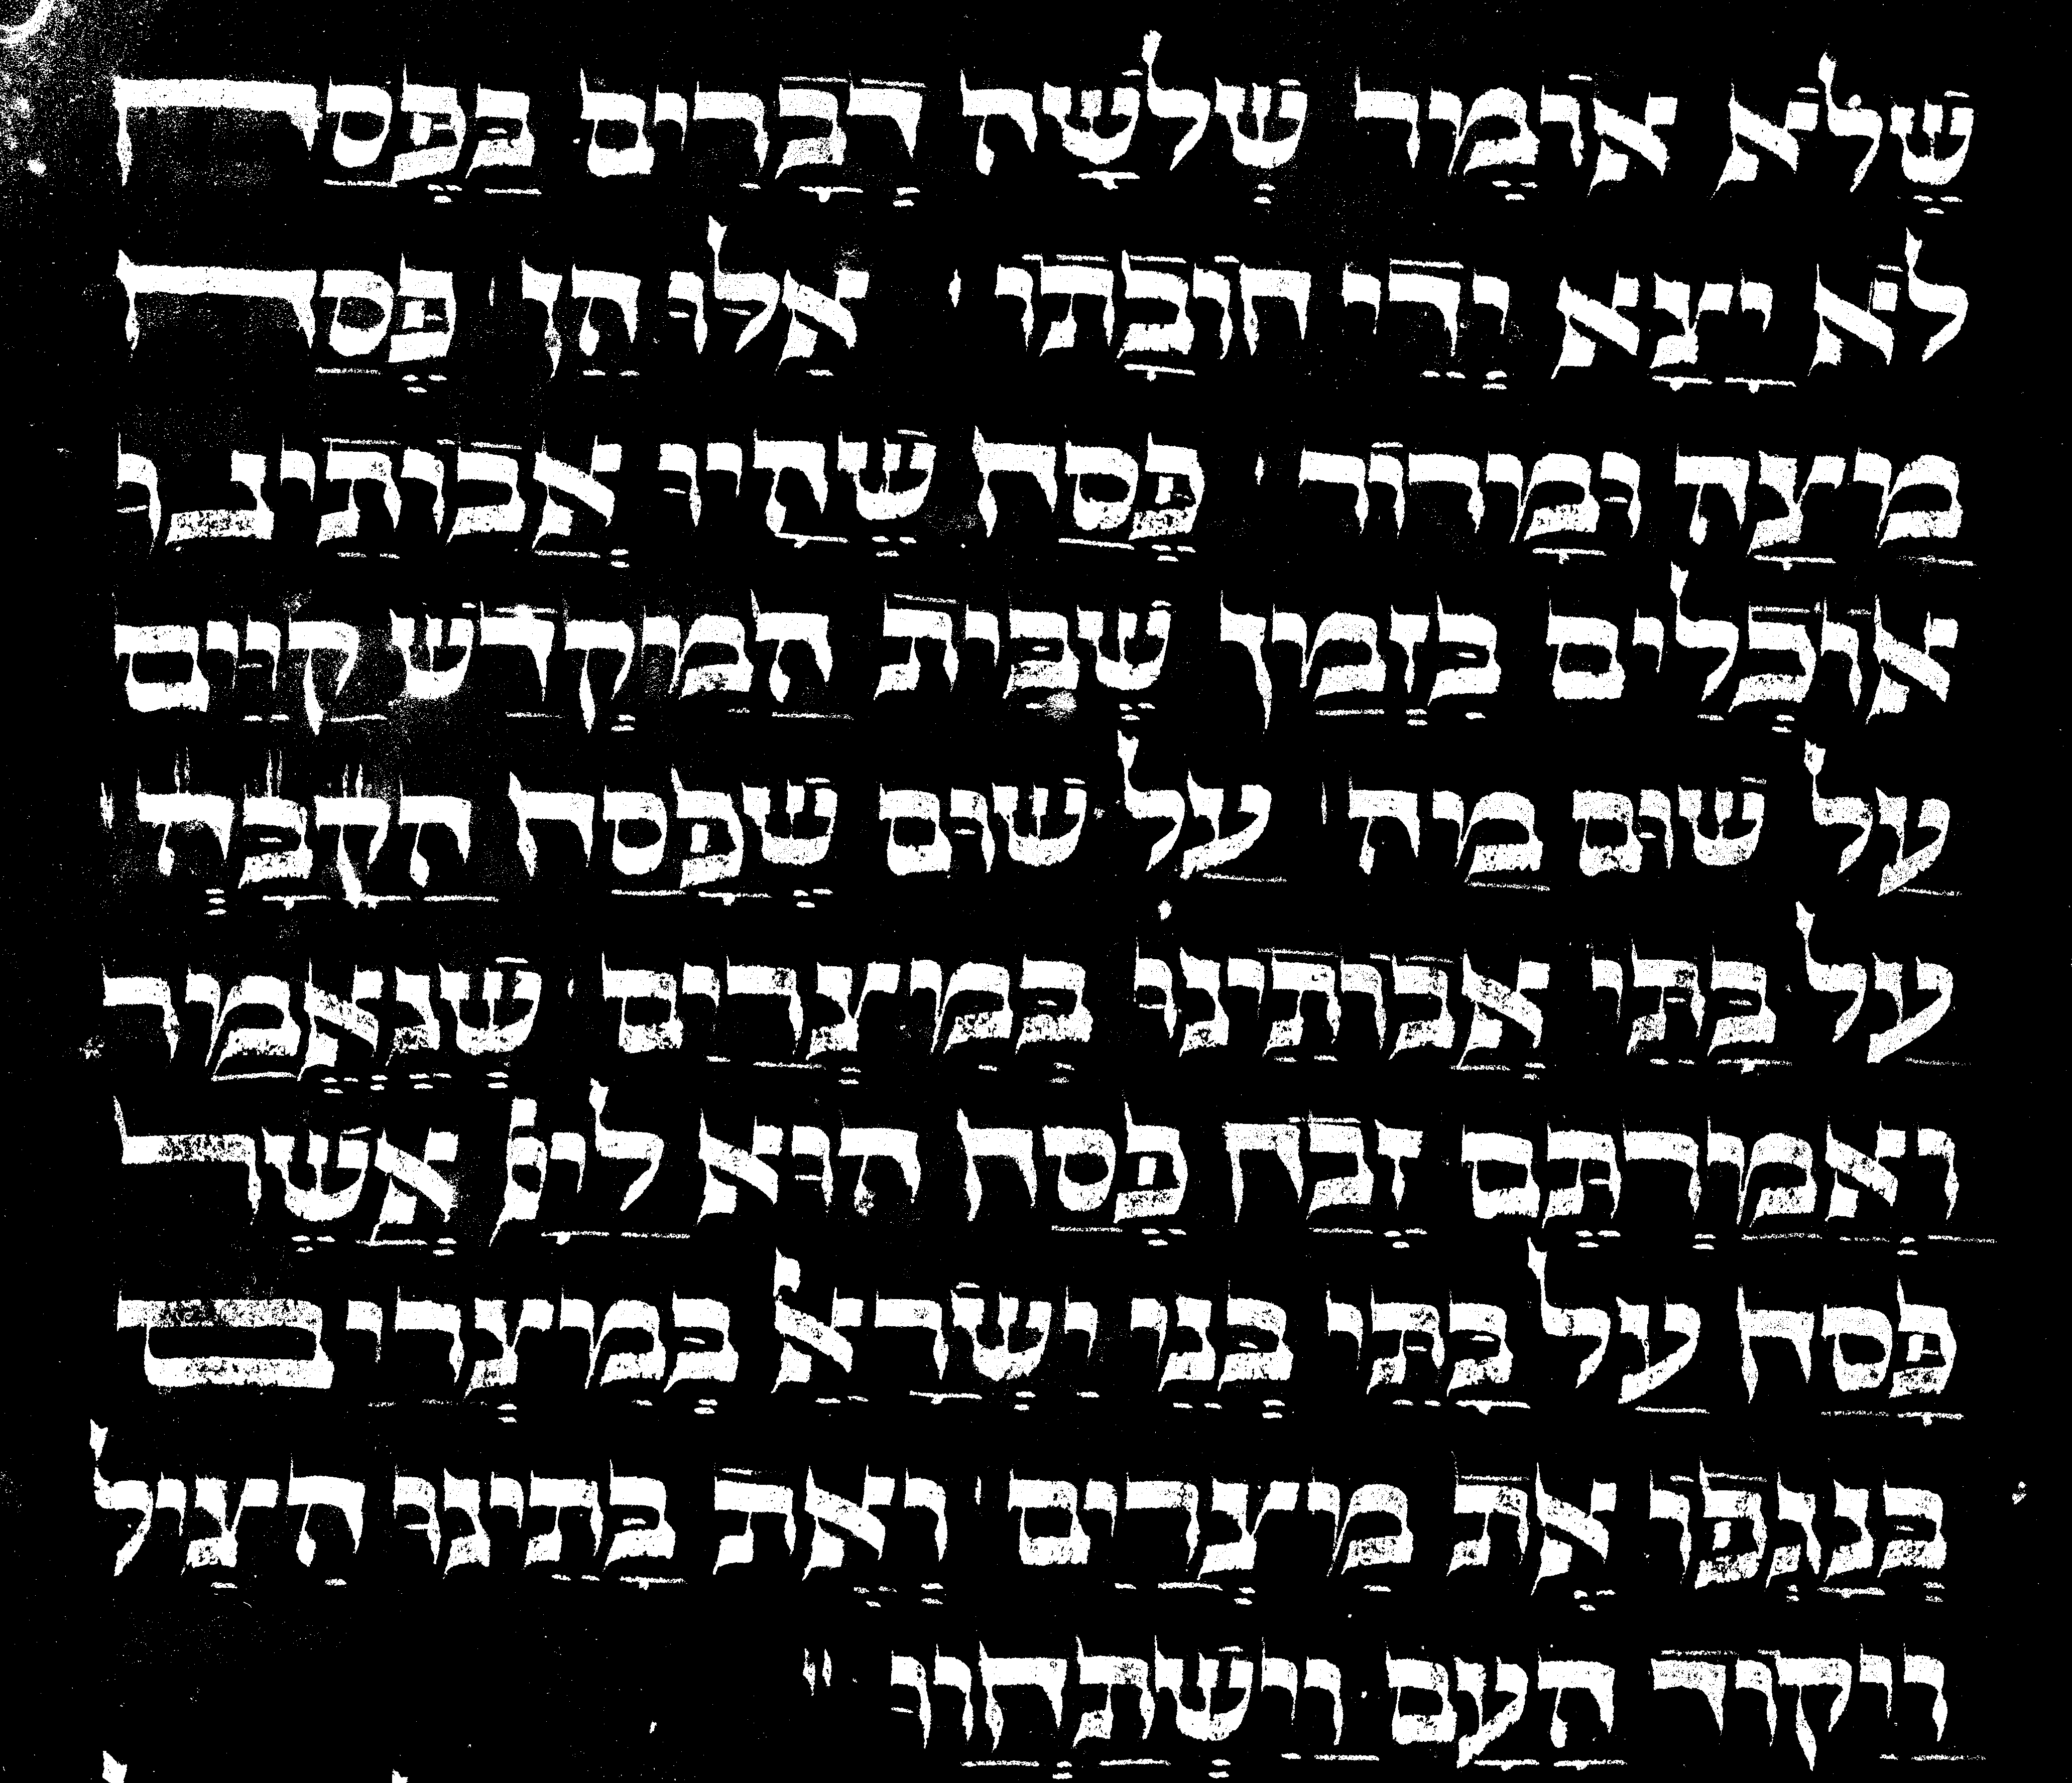 שלא אומר שלשה דברים בפסח
לא יצא ידי חובתו ׳ אלו הן ׳ פסח
מצה ומרור ׳ פסח שהיו אבותינו
אוכלים בזמן שבית המקדש קיים
על שום מה ׳ על שום שפסח הקבה ׳
על בתי אבותינו במצרים ׳ שנאמר
ואמרתם זבח פסח הוא ליי אשר
פסח על בתי בני ישרא במצרים
בנגפו את מצרים ׳ ואת בתינו הציל
ויקוד העם וישתחוו ״